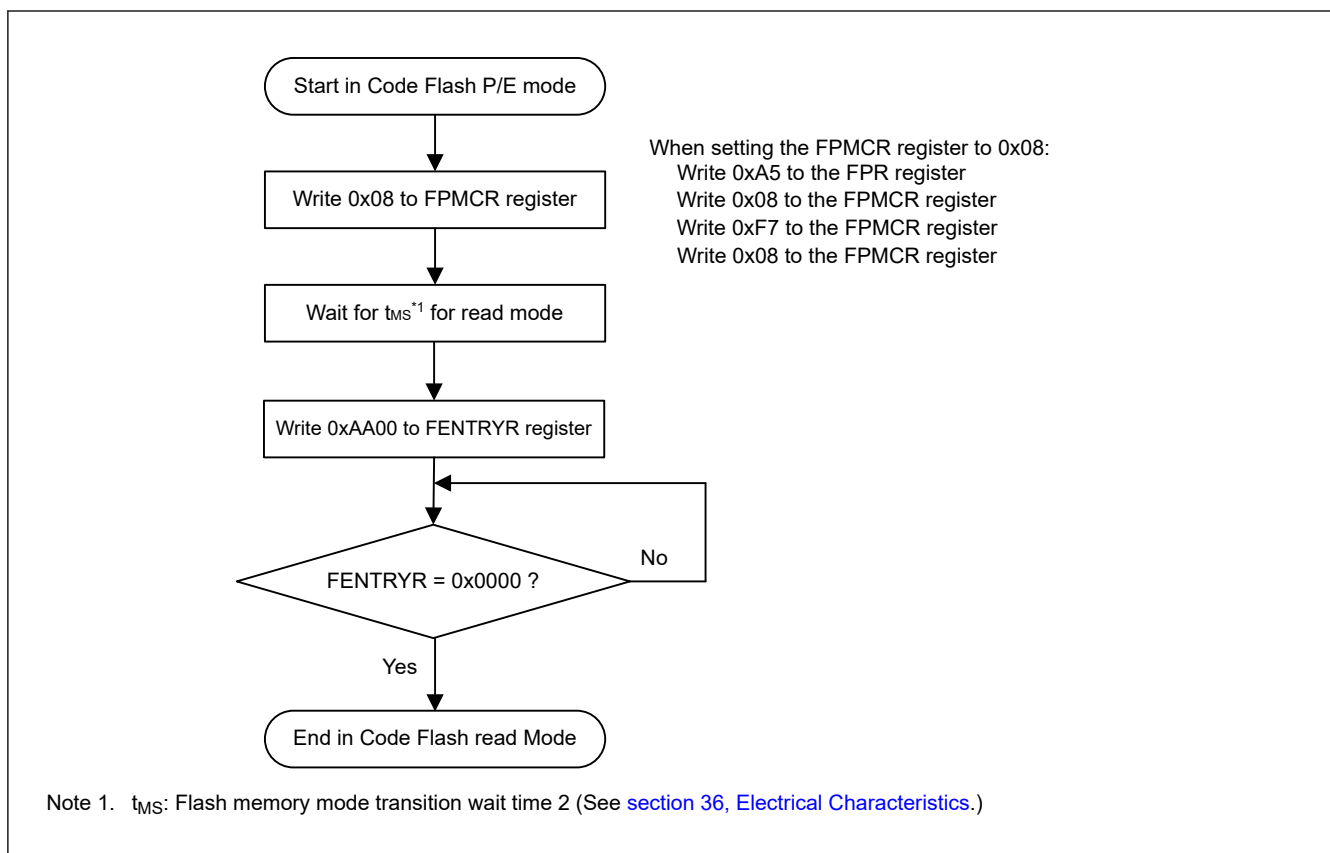 Start in Code Flash P/E mode
When setting the FPMCR register to 0x08:
Write 0xA5 to the FPR register
Write 0x08 to the FPMCR register
Write 0xF7 to the FPMCR register
Write 0x08 to the FPMCR register
Write 0x08 to FPMCR register
Wait for tMS*1 for read mode
Write 0xAA00 to FENTRYR register
FENTRYR = 0x0000 ?
No
Yes
End in Code Flash read Mode
Note 1. tMS: Flash memory mode transition wait time 2 (See section 36, Electrical Characteristics.)